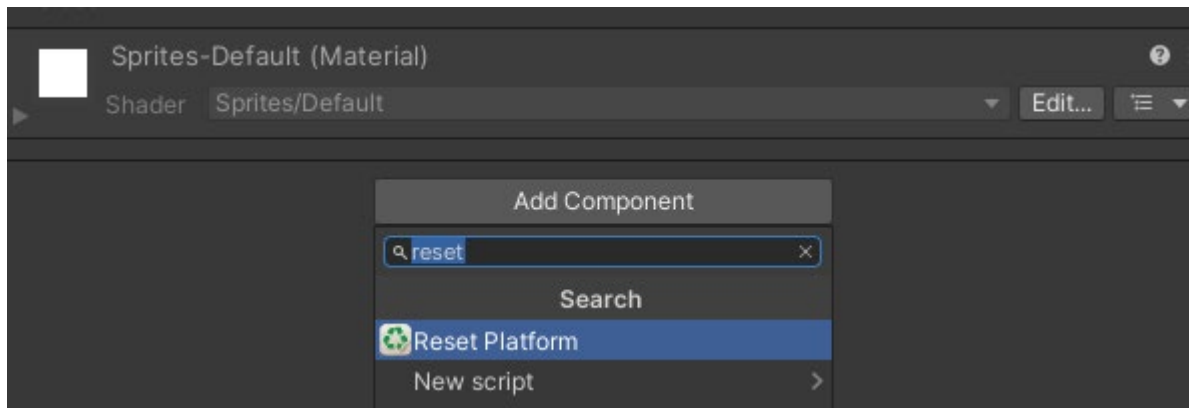 Sprites-Default (Material)
Shader Sprites/Default Edit...
Add Component
reset
Search
Reset Platform
New script